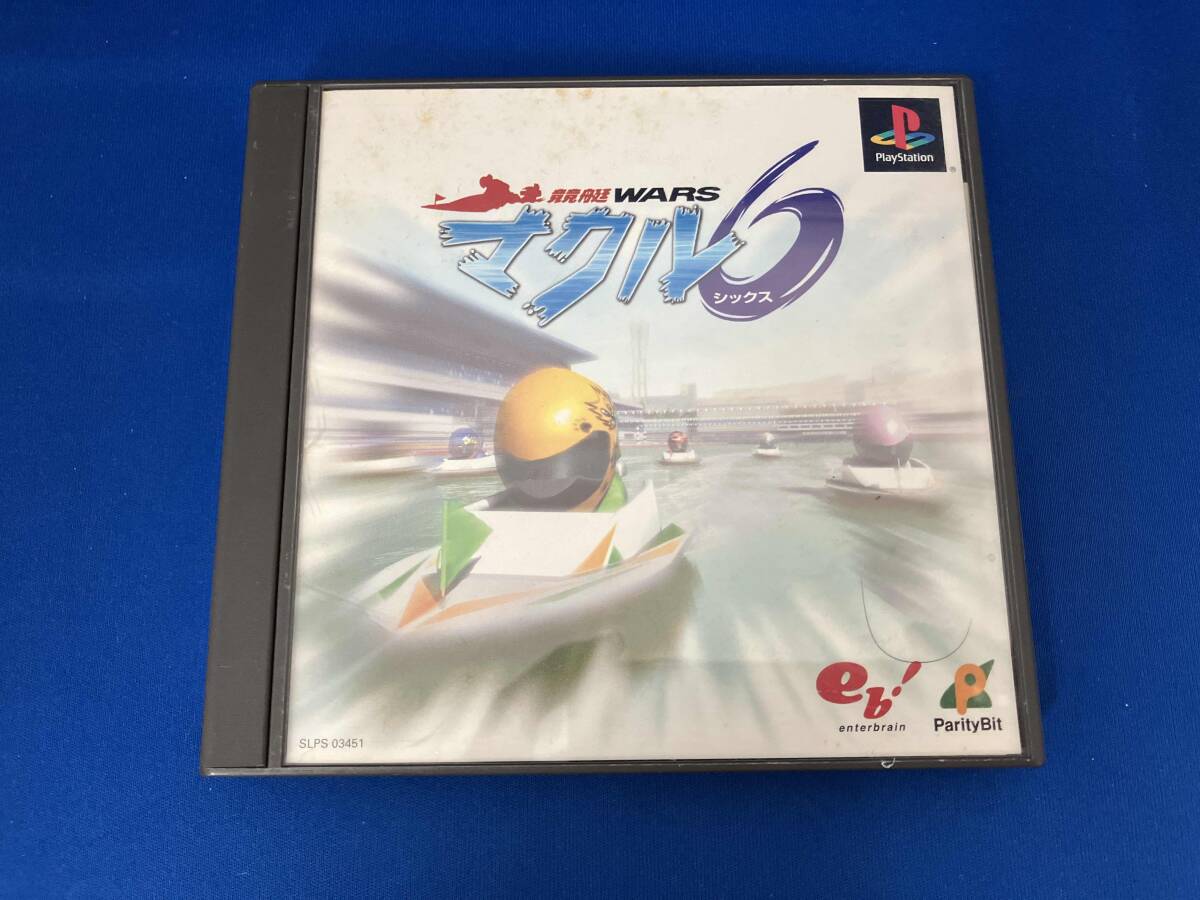 PlayStation
®
競艇WARS
マクル6
シックス
eb!
enterbrain
P
ParityBit
SLPS 03451